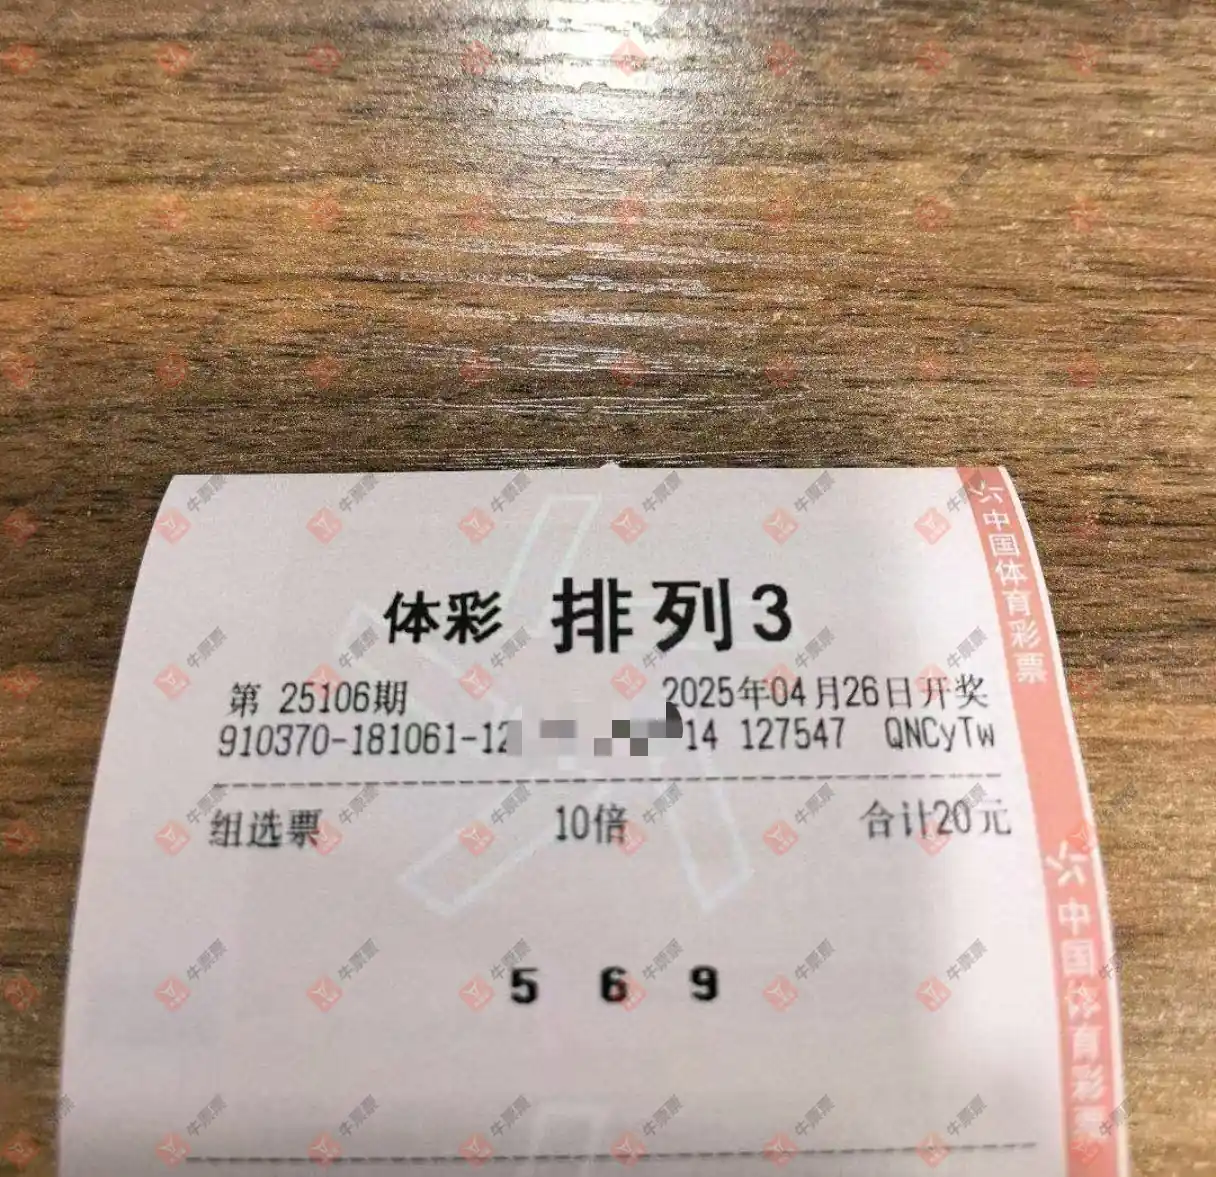 体彩 排列3
第 25106期 2025年04月26日开奖
910370-181061-12 14 127547 QNCyTw
组选票 10倍 合计20元
5 6 9
中国体育彩票
中国体育彩票
牛票票